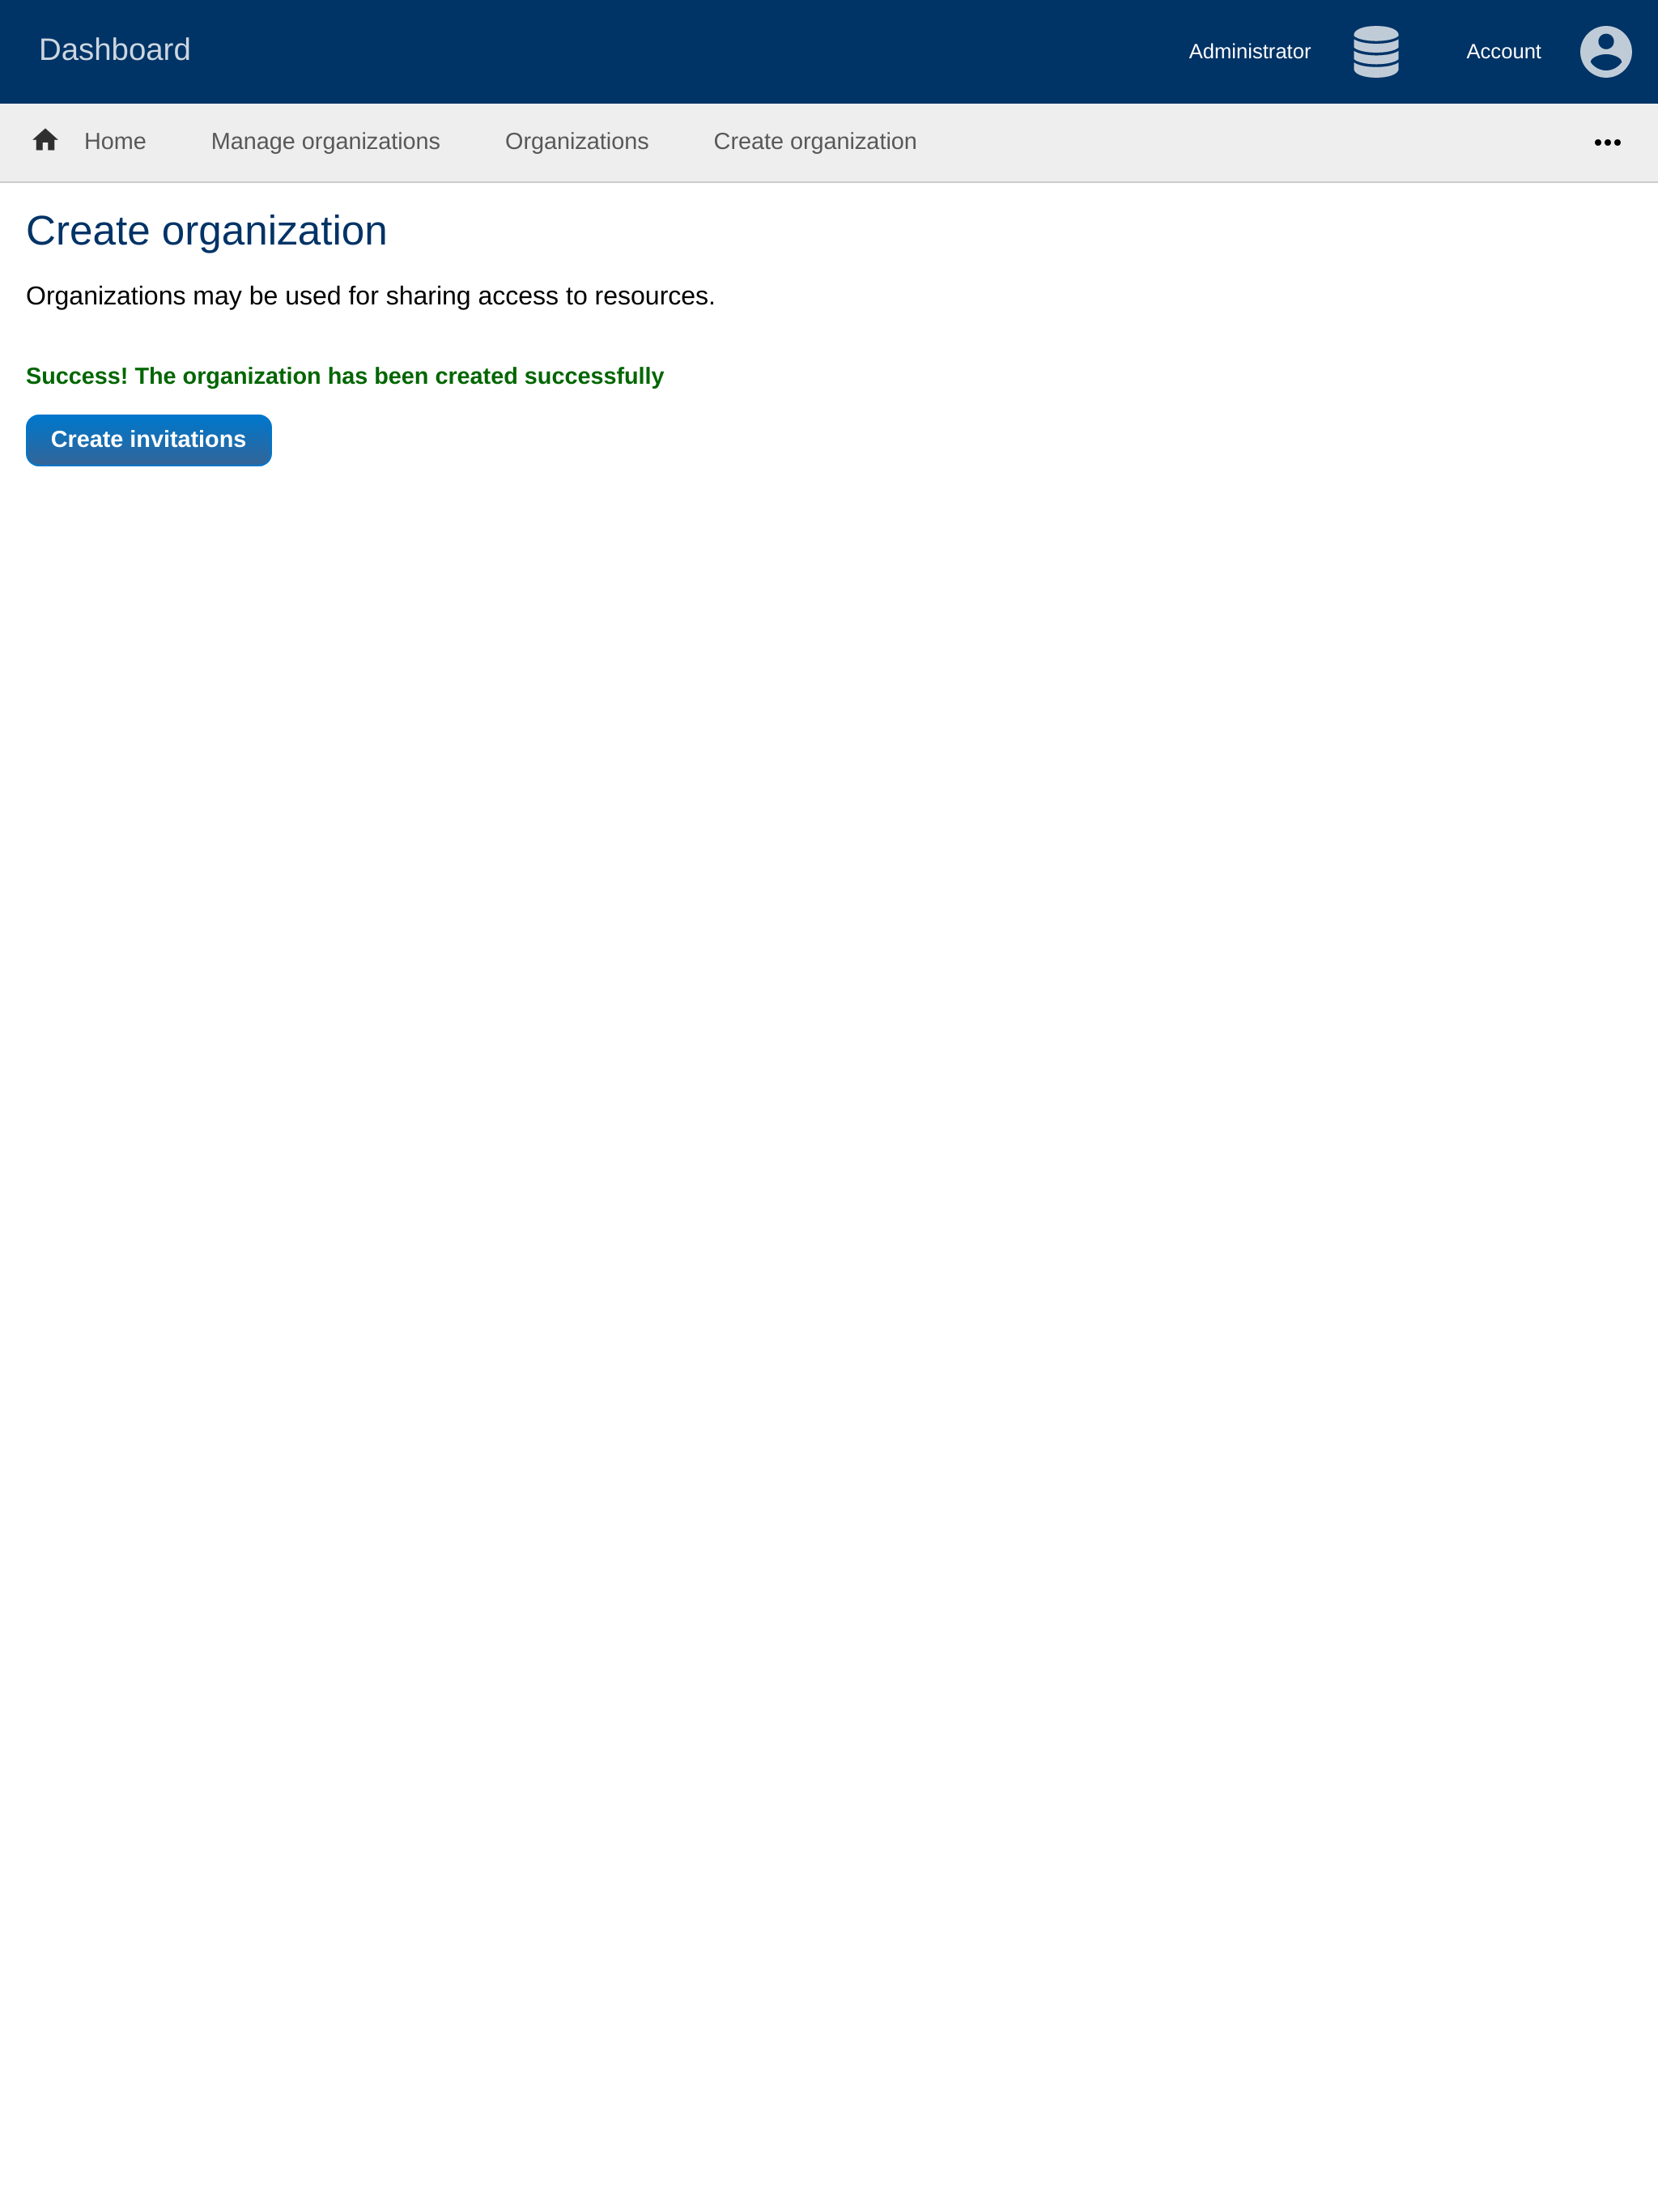 Dashboard
Administrator
Account
Home
Manage organizations
Organizations
Create organization
Create organization
Organizations may be used for sharing access to resources.
Success! The organization has been created successfully
Create invitations